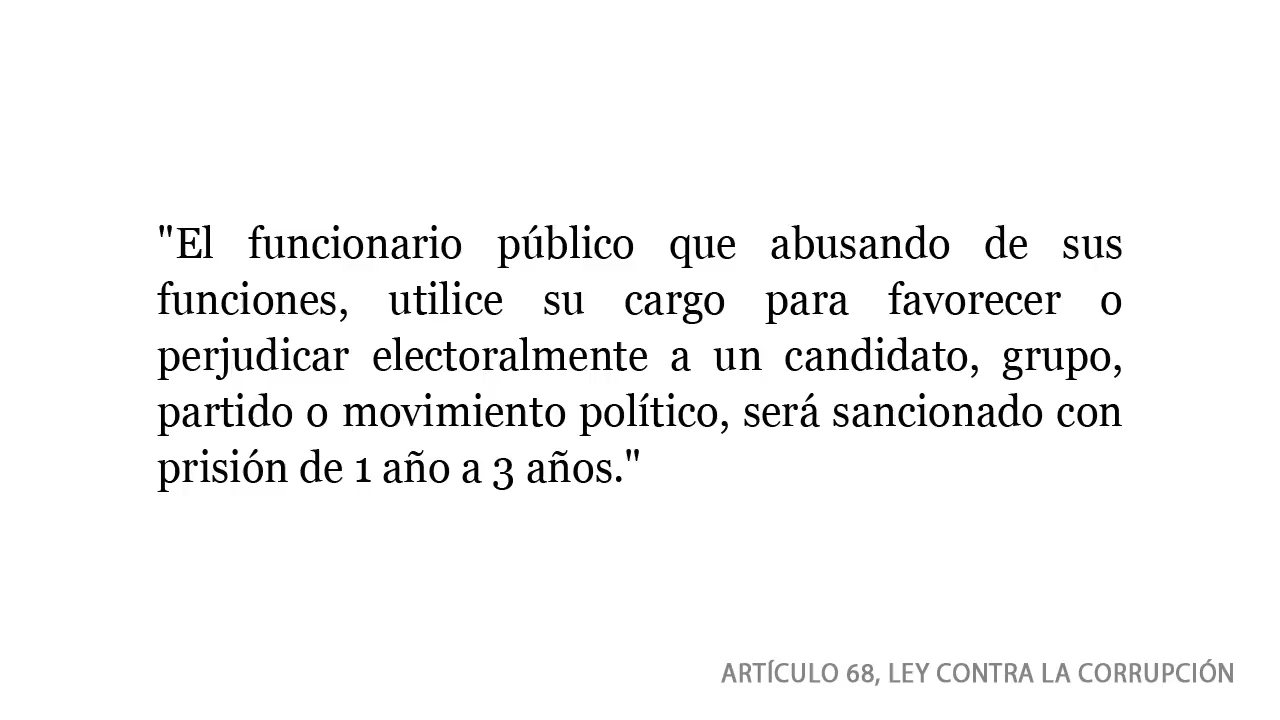 "El funcionario público que abusando de sus
funciones, utilice su cargo para favorecer o
perjudicar electoralmente a un candidato, grupo,
partido o movimiento político, será sancionado con
prisión de 1 año a 3 años."
ARTÍCULO 68, LEY CONTRA LA CORRUPCIÓN